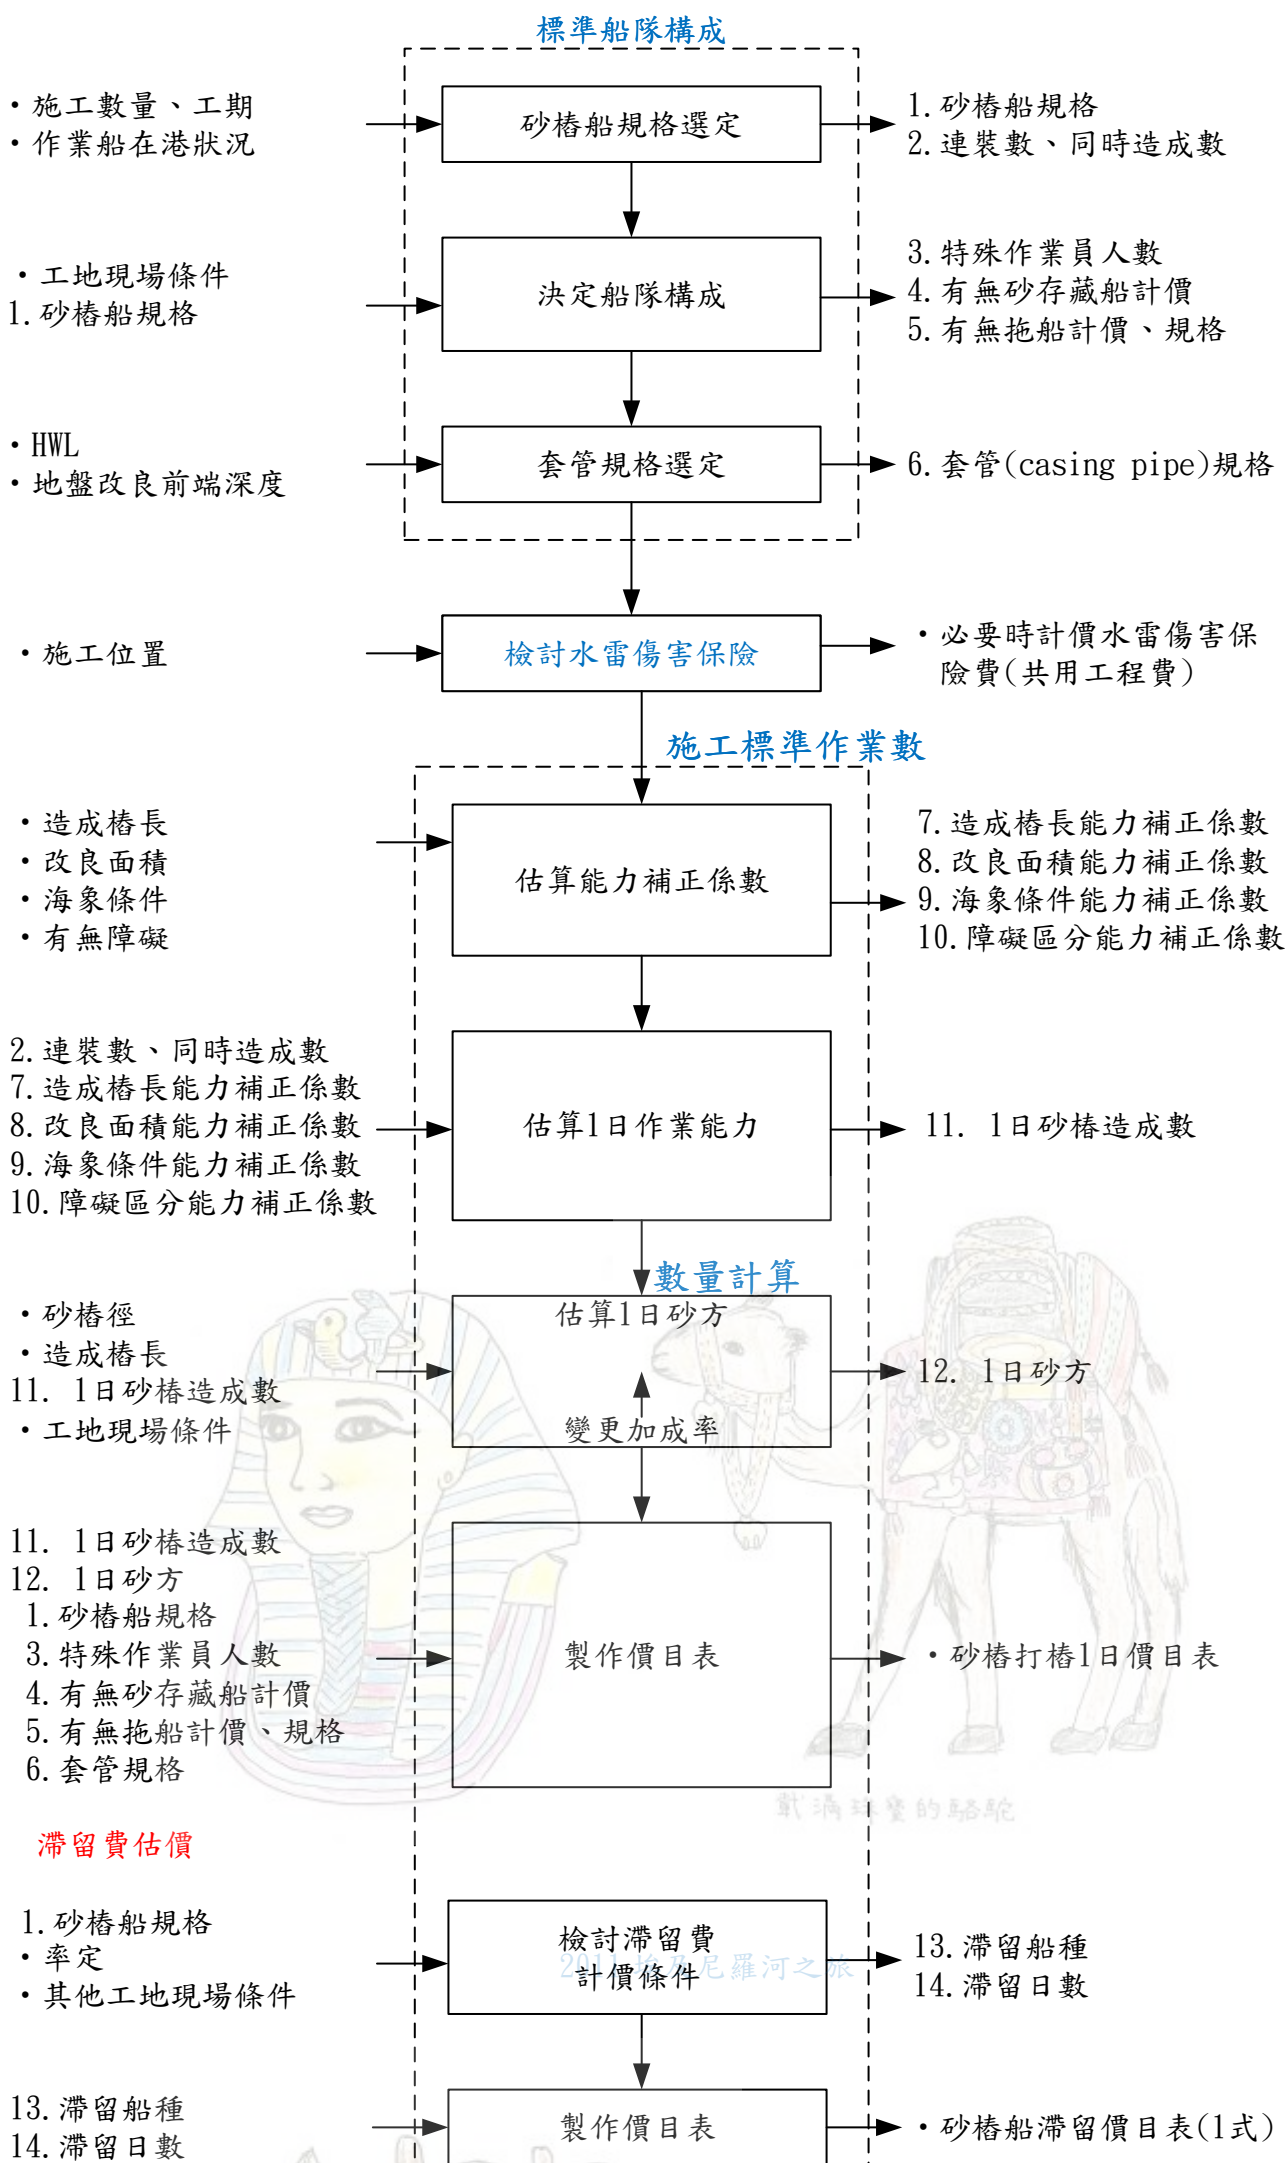 標準船隊構成
・施工數量、工期
・作業船在港狀況
砂樁船規格選定
1.砂樁船規格
2.連裝數、同時造成數
・工地現場條件
1.砂樁船規格
決定船隊構成
3.特殊作業員人數
4.有無砂存藏船計價
5.有無拖船計價、規格
・HWL
・地盤改良前端深度
套管規格選定
6.套管(casing pipe)規格
・施工位置
檢討水雷傷害保險
・必要時計價水雷傷害保
險費(共用工程費)
施工標準作業數
・造成樁長
・改良面積
・海象條件
・有無障礙
估算能力補正係數
7.造成樁長能力補正係數
8.改良面積能力補正係數
9.海象條件能力補正係數
10.障礙區分能力補正係數
2.連裝數、同時造成數
7.造成樁長能力補正係數
8.改良面積能力補正係數
9.海象條件能力補正係數
10.障礙區分能力補正係數
估算1日作業能力
11. 1日砂樁造成數
數量計算
・砂樁徑
・造成樁長
11. 1日砂樁造成數
・工地現場條件
估算1日砂方
變更加成率
12. 1日砂方
11. 1日砂樁造成數
12. 1日砂方
1.砂樁船規格
3.特殊作業員人數
4.有無砂存藏船計價
5.有無拖船計價、規格
6.套管規格
製作價目表
・砂樁打樁1日價目表
載滿珠寶的駱駝
滯留費估價
1.砂樁船規格
・率定
・其他工地現場條件
檢討滯留費
計價條件
2011埃及尼羅河之旅
13.滯留船種
14.滯留日數
13.滯留船種
14.滯留日數
製作價目表
・砂樁船滯留價目表(1式)